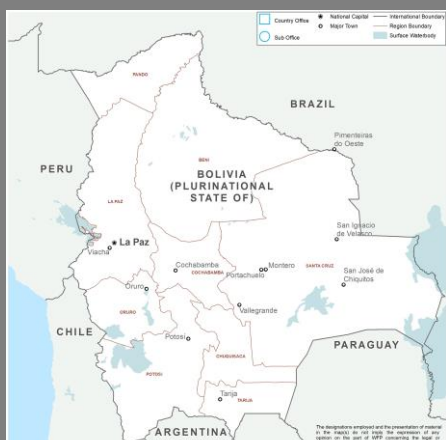 Country Office
Sub Office
National Capital
Major Town
International Boundary
Region Boundary
Surface Waterbody
PANDO
BRAZIL
Pimenteiras
do Oeste
PERU
BENI
BOLIVIA
(PLURINATIONAL
STATE OF)
LA PAZ
La Paz
Viacha
San Ignacio
de Velazco
Cochabamba
COCHABAMBA
Montero
Portachuelo
SANTA CRUZ
San José de
Chiquitos
Oruro
ORURO
Vallegrande
CHILE
Potosí
PARAGUAY
CHUQUISACA
POTOSI
Tarija
TARIJA
ARGENTINA
The designations employed and the presentation of material
in the map(s) do not imply the expression of any
opinion on the part of WFP concerning the legal or